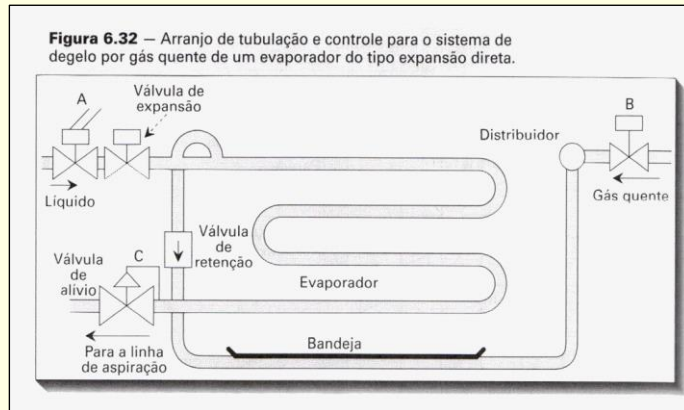 Figura 6.32 — Arranjo de tubulação e controle para o sistema de
degelo por gás quente de um evaporador do tipo expansão direta.
A
Válvula de
expansão
B
Distribuidor
Líquido
Gás quente
Válvula
de
alívio
C
Válvula
de
retenção
Evaporador
Bandeja
Para a linha
de aspiração